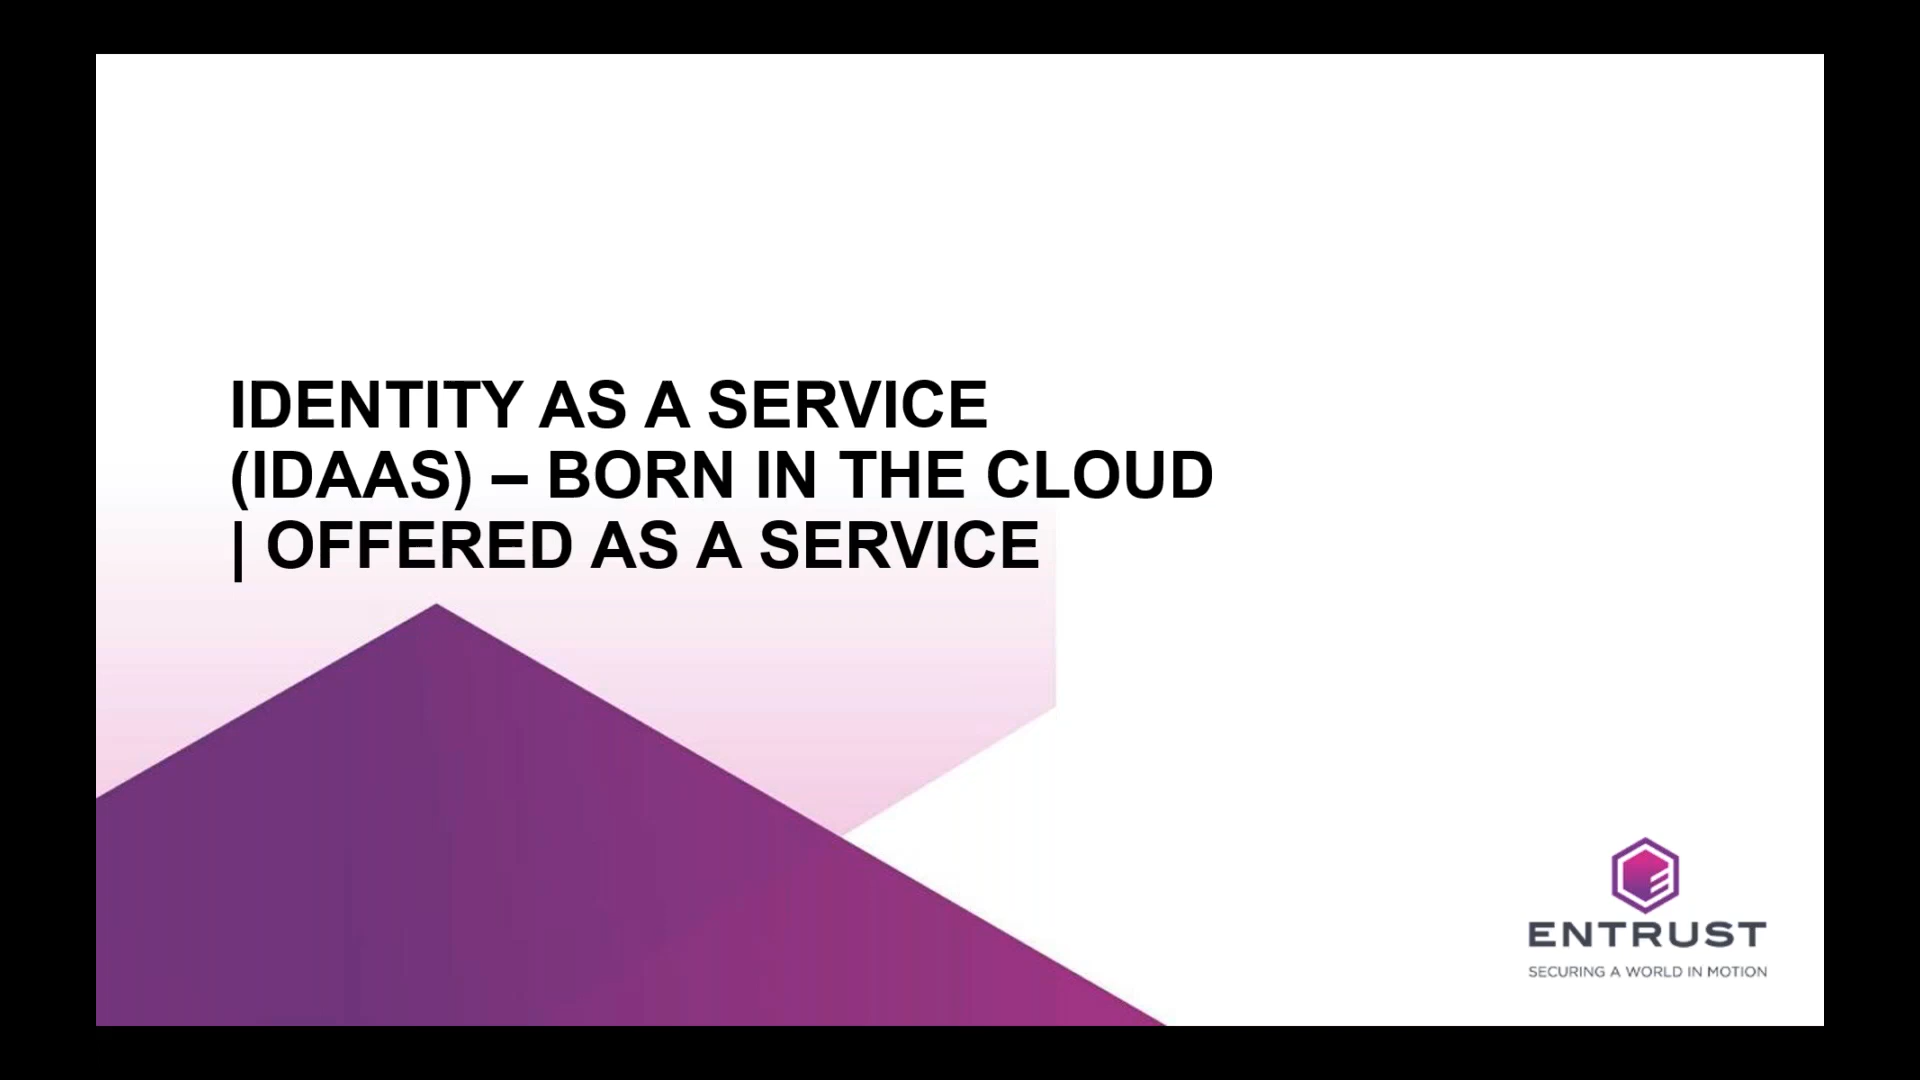 IDENTITY AS A SERVICE
(IDAAS) – BORN IN THE CLOUD
| OFFERED AS A SERVICE
ENTRUST
SECURING A WORLD IN MOTION